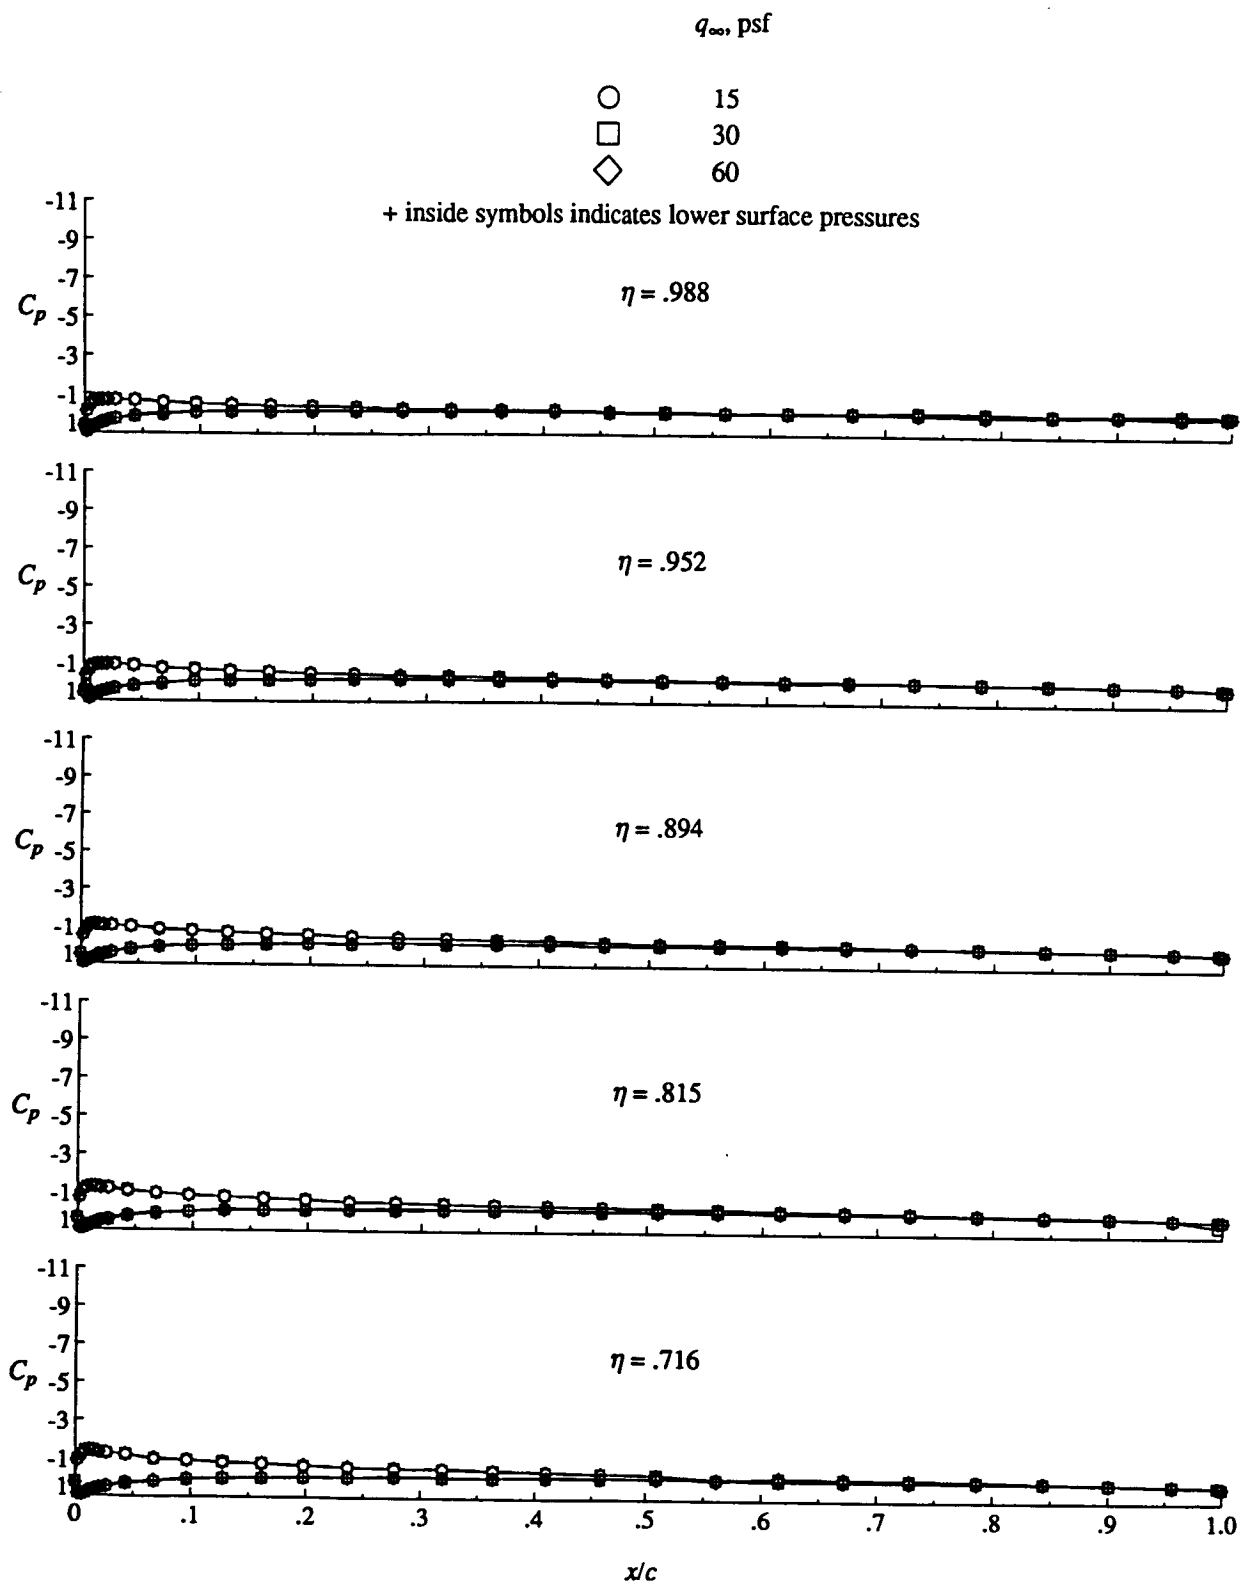 q∞, psf
○ 15
□ 30
◇ 60
+ inside symbols indicates lower surface pressures
-11
-9
-7
η = .988
Cp -5
-3
-1
1
-11
-9
-7
η = .952
Cp -5
-3
-1
1
-11
-9
-7
η = .894
Cp -5
-3
-1
1
-11
-9
-7
η = .815
Cp -5
-3
-1
1
-11
-9
-7
η = .716
Cp -5
-3
-1
1
0 .1 .2 .3 .4 .5 .6 .7 .8 .9 1.0
x/c